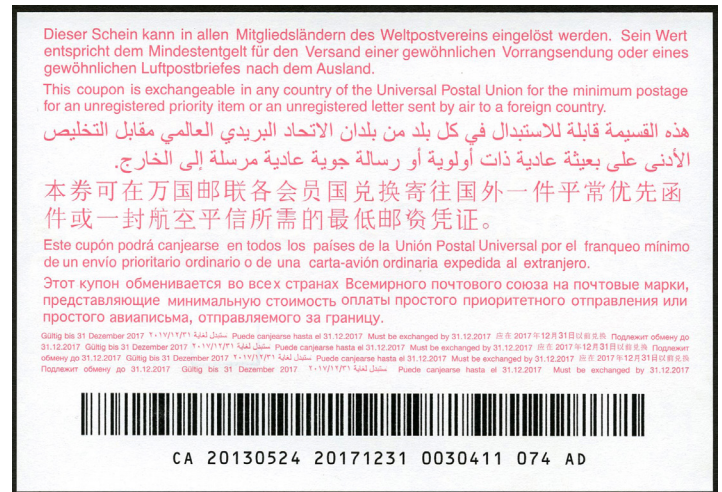 Dieser Schein kann in allen Mitgliedsländern des Weltpostvereins eingelöst werden. Sein Wert
entspricht dem Mindestentgelt für den Versand einer gewöhnlichen Vorrangsendung oder eines
gewöhnlichen Luftpostbriefes nach dem Ausland.
This coupon is exchangeable in any country of the Universal Postal Union for the minimum postage
for an unregistered priority item or an unregistered letter sent by air to a foreign country.
هذه القسيمة قابلة للاستبدال في كل بلد من بلدان الاتحاد البريدي العالمي مقابل التخليص
الأدنى على بعيثة عادية ذات أولوية أو رسالة جوية عادية مرسلة إلى الخارج.
本券可在万国邮联各会员国兑换寄往国外一件平常优先函
件或一封航空平信所需的最低邮资凭证。
Este cupón podrá canjearse en todos los países de la Unión Postal Universal por el franqueo mínimo
de un envío prioritario ordinario o de una carta-avión ordinaria expedida al extranjero.
Этот купон обменивается во всех странах Всемирного почтового союза на почтовые марки,
представляющие минимальную стоимость оплаты простого приоритетного отправления или
простого авиаписьма, отправляемого за границу.
Gültig bis 31 Dezember 2017 ستبدل لغاية ٢٠١٧/١٢/٣١ Puede canjearse hasta el 31.12.2017 Must be exchanged by 31.12.2017 应在 2017年12月31日以前兑换 Подлежит обмену до
31.12.2017 Gültig bis 31 Dezember 2017 ستبدل لغاية ٢٠١٧/١٢/٣١ Puede canjearse hasta el 31.12.2017 Must be exchanged by 31.12.2017 应在 2017年12月31日以前兑换 Подлежит
обмену до 31.12.2017 Gültig bis 31 Dezember 2017 ستبدل لغاية ٢٠١٧/١٢/٣١ Puede canjearse hasta el 31.12.2017 Must be exchanged by 31.12.2017 应在 2017年12月31日以前兑换
Подлежит обмену до 31.12.2017 Gültig bis 31 Dezember 2017 ستبدل لغاية ٢٠١٧/١٢/٣١ Puede canjearse hasta el 31.12.2017 Must be exchanged by 31.12.2017
CA 20130524 20171231 0030411 074 AD